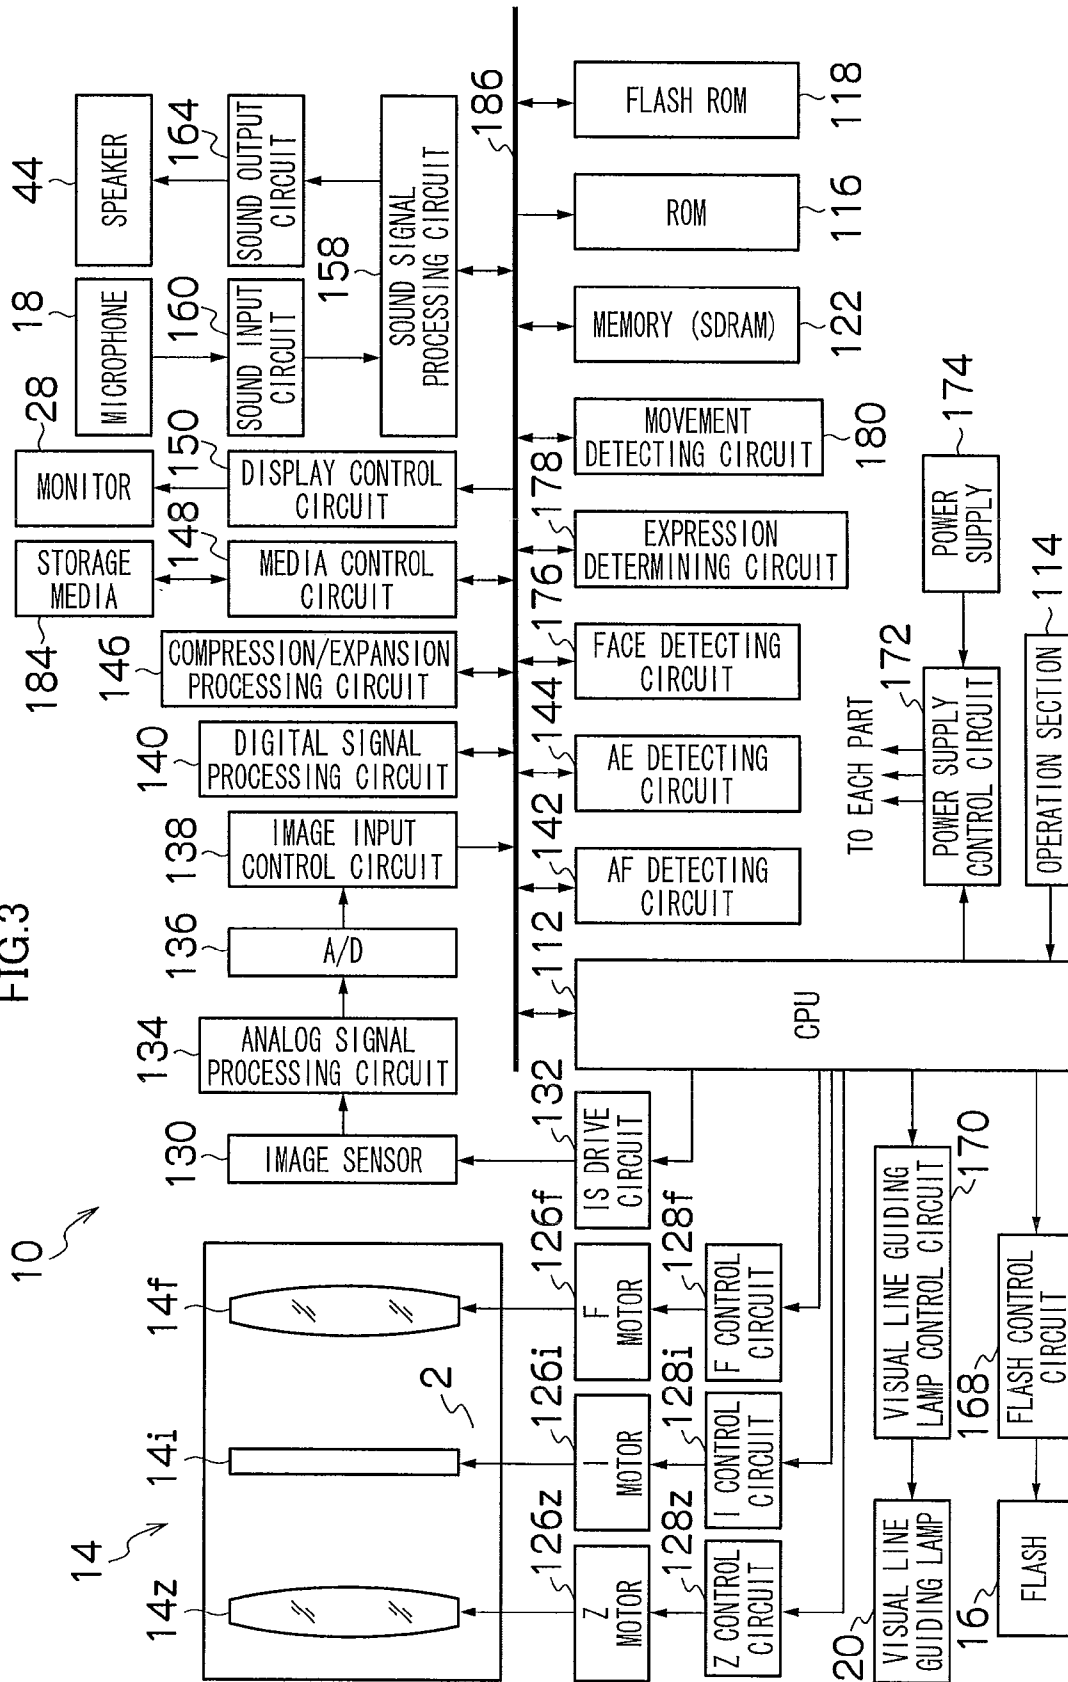 FIG.3
10
14
14z
14i
14f
2
130
IMAGE SENSOR
134
ANALOG SIGNAL
PROCESSING CIRCUIT
136
A/D
138
IMAGE INPUT
CONTROL CIRCUIT
140
DIGITAL SIGNAL
PROCESSING CIRCUIT
146
COMPRESSION/EXPANSION
PROCESSING CIRCUIT
184
STORAGE
MEDIA
148
MEDIA CONTROL
CIRCUIT
28
MONITOR
150
DISPLAY CONTROL
CIRCUIT
18
MICROPHONE
160
SOUND INPUT
CIRCUIT
44
SPEAKER
164
SOUND OUTPUT
CIRCUIT
158
SOUND SIGNAL
PROCESSING CIRCUIT
186
126z
Z
MOTOR
126i
I
MOTOR
126f
F
MOTOR
132
IS DRIVE
CIRCUIT
128z
Z CONTROL
CIRCUIT
128i
I CONTROL
CIRCUIT
128f
F CONTROL
CIRCUIT
112
CPU
142
AF DETECTING
CIRCUIT
144
AE DETECTING
CIRCUIT
176
FACE DETECTING
CIRCUIT
178
EXPRESSION
DETERMINING CIRCUIT
180
MOVEMENT
DETECTING CIRCUIT
122
MEMORY (SDRAM)
116
ROM
118
FLASH ROM
20
VISUAL LINE
GUIDING LAMP
170
VISUAL LINE GUIDING
LAMP CONTROL CIRCUIT
16
FLASH
168
FLASH CONTROL
CIRCUIT
TO EACH PART
172
POWER SUPPLY
CONTROL CIRCUIT
174
POWER
SUPPLY
114
OPERATION SECTION